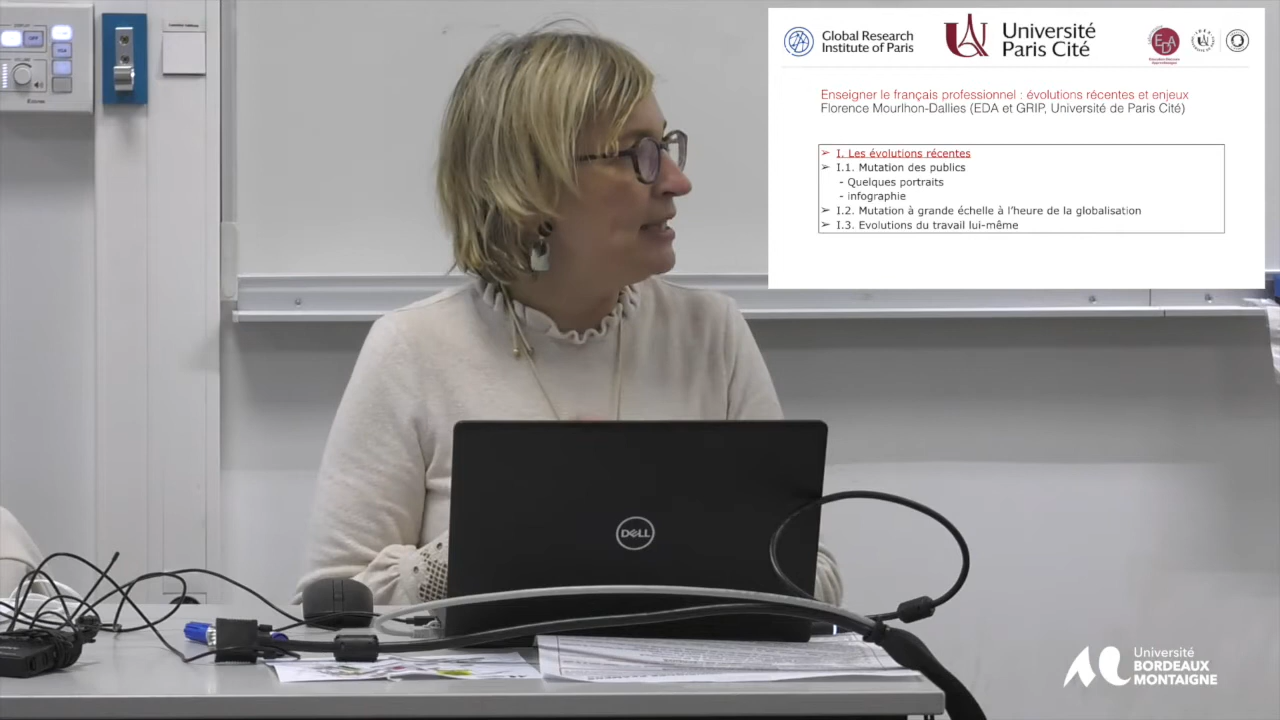 Global Research
Institute of Paris
Université
Paris Cité
EDA
Enseigner le français professionnel : évolutions récentes et enjeux
Florence Mourlhon-Dallies (EDA et GRIP, Université de Paris Cité)
➢ I. Les évolutions récentes
➢ I.1. Mutation des publics
- Quelques portraits
- infographie
➢ I.2. Mutation à grande échelle à l'heure de la globalisation
➢ I.3. Evolutions du travail lui-même
DELL
Université
BORDEAUX
MONTAIGNE